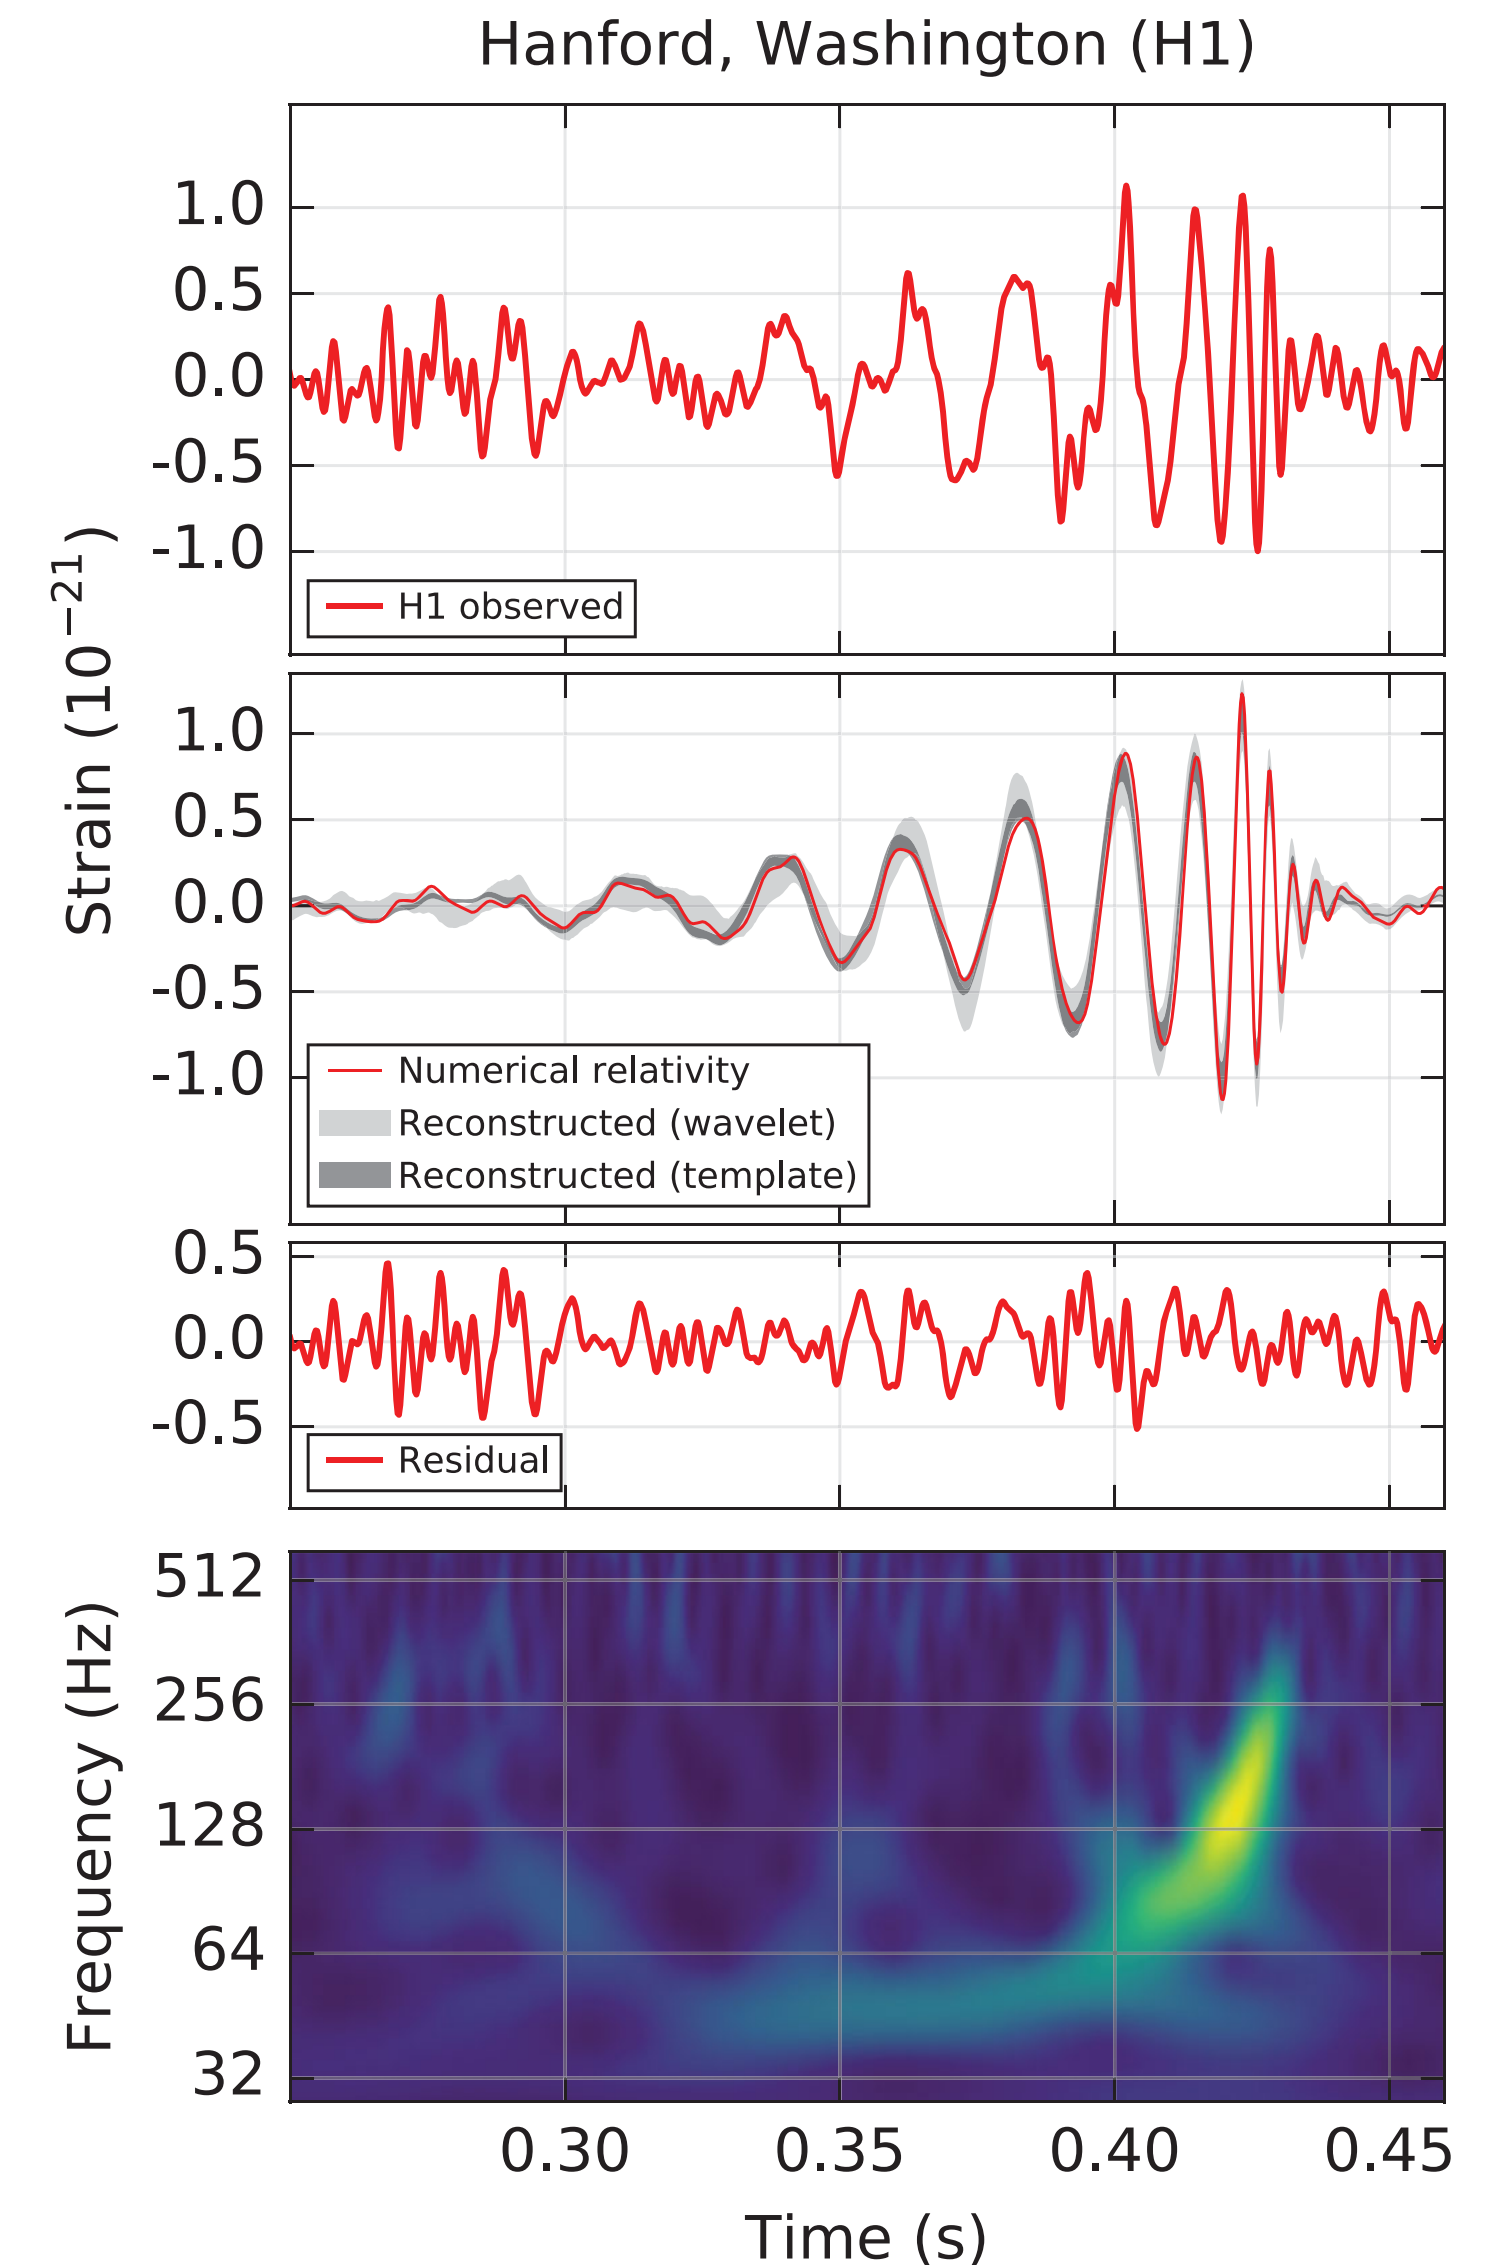 Hanford, Washington (H1)
1.0
0.5
0.0
-0.5
-1.0
H1 observed
Strain (10⁻²¹)
1.0
0.5
0.0
-0.5
-1.0
Numerical relativity
Reconstructed (wavelet)
Reconstructed (template)
0.5
0.0
-0.5
Residual
Frequency (Hz)
512
256
128
64
32
0.30 0.35 0.40 0.45
Time (s)